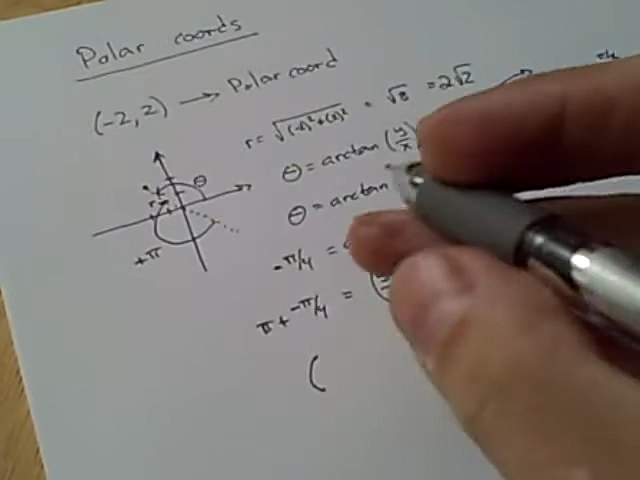 Polar coords
(-2, 2) → Polar coord
r = √(-2)²+(2)² = √8 = 2√2
θ = arctan (y/x)
θ = arctan
θ
r
+π
-π/4 =
π + -π/4 = (
(